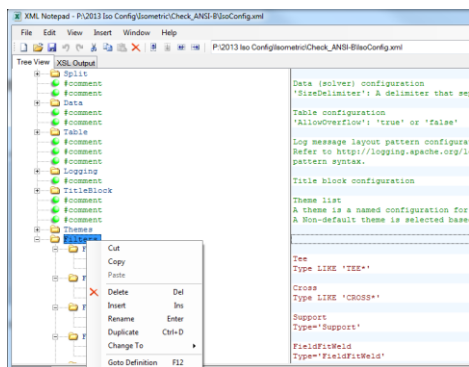 XML Notepad - P:\2013 Iso Config\Isometric\Check_ANSI-B\IsoConfig.xml
File Edit View Insert Window Help
P:\2013 Iso Config\Isometric\Check_ANSI-B\IsoConfig.xml
Tree View XSL Output
Split
#comment Data (solver) configuration
#comment 'SizeDelimiter': A delimiter that sep
Data
#comment Table configuration
#comment 'AllowOverflow': 'true' or 'false'
Table
#comment Log message layout pattern configura
#comment Refer to http://logging.apache.org/l
pattern syntax.
Logging
#comment Title block configuration
TitleBlock
#comment Theme list
#comment A theme is a named configuration for
#comment A Non-default theme is selected base
Themes
Filters
Cut
Copy
Paste
Delete Del
Insert Ins
Rename Enter
Duplicate Ctrl+D
Change To
Goto Definition F12
F
F
F
F
Tee
Type LIKE 'TEE*'
Cross
Type LIKE 'CROSS*'
Support
Type='Support'
FieldFitWeld
Type='FieldFitWeld'